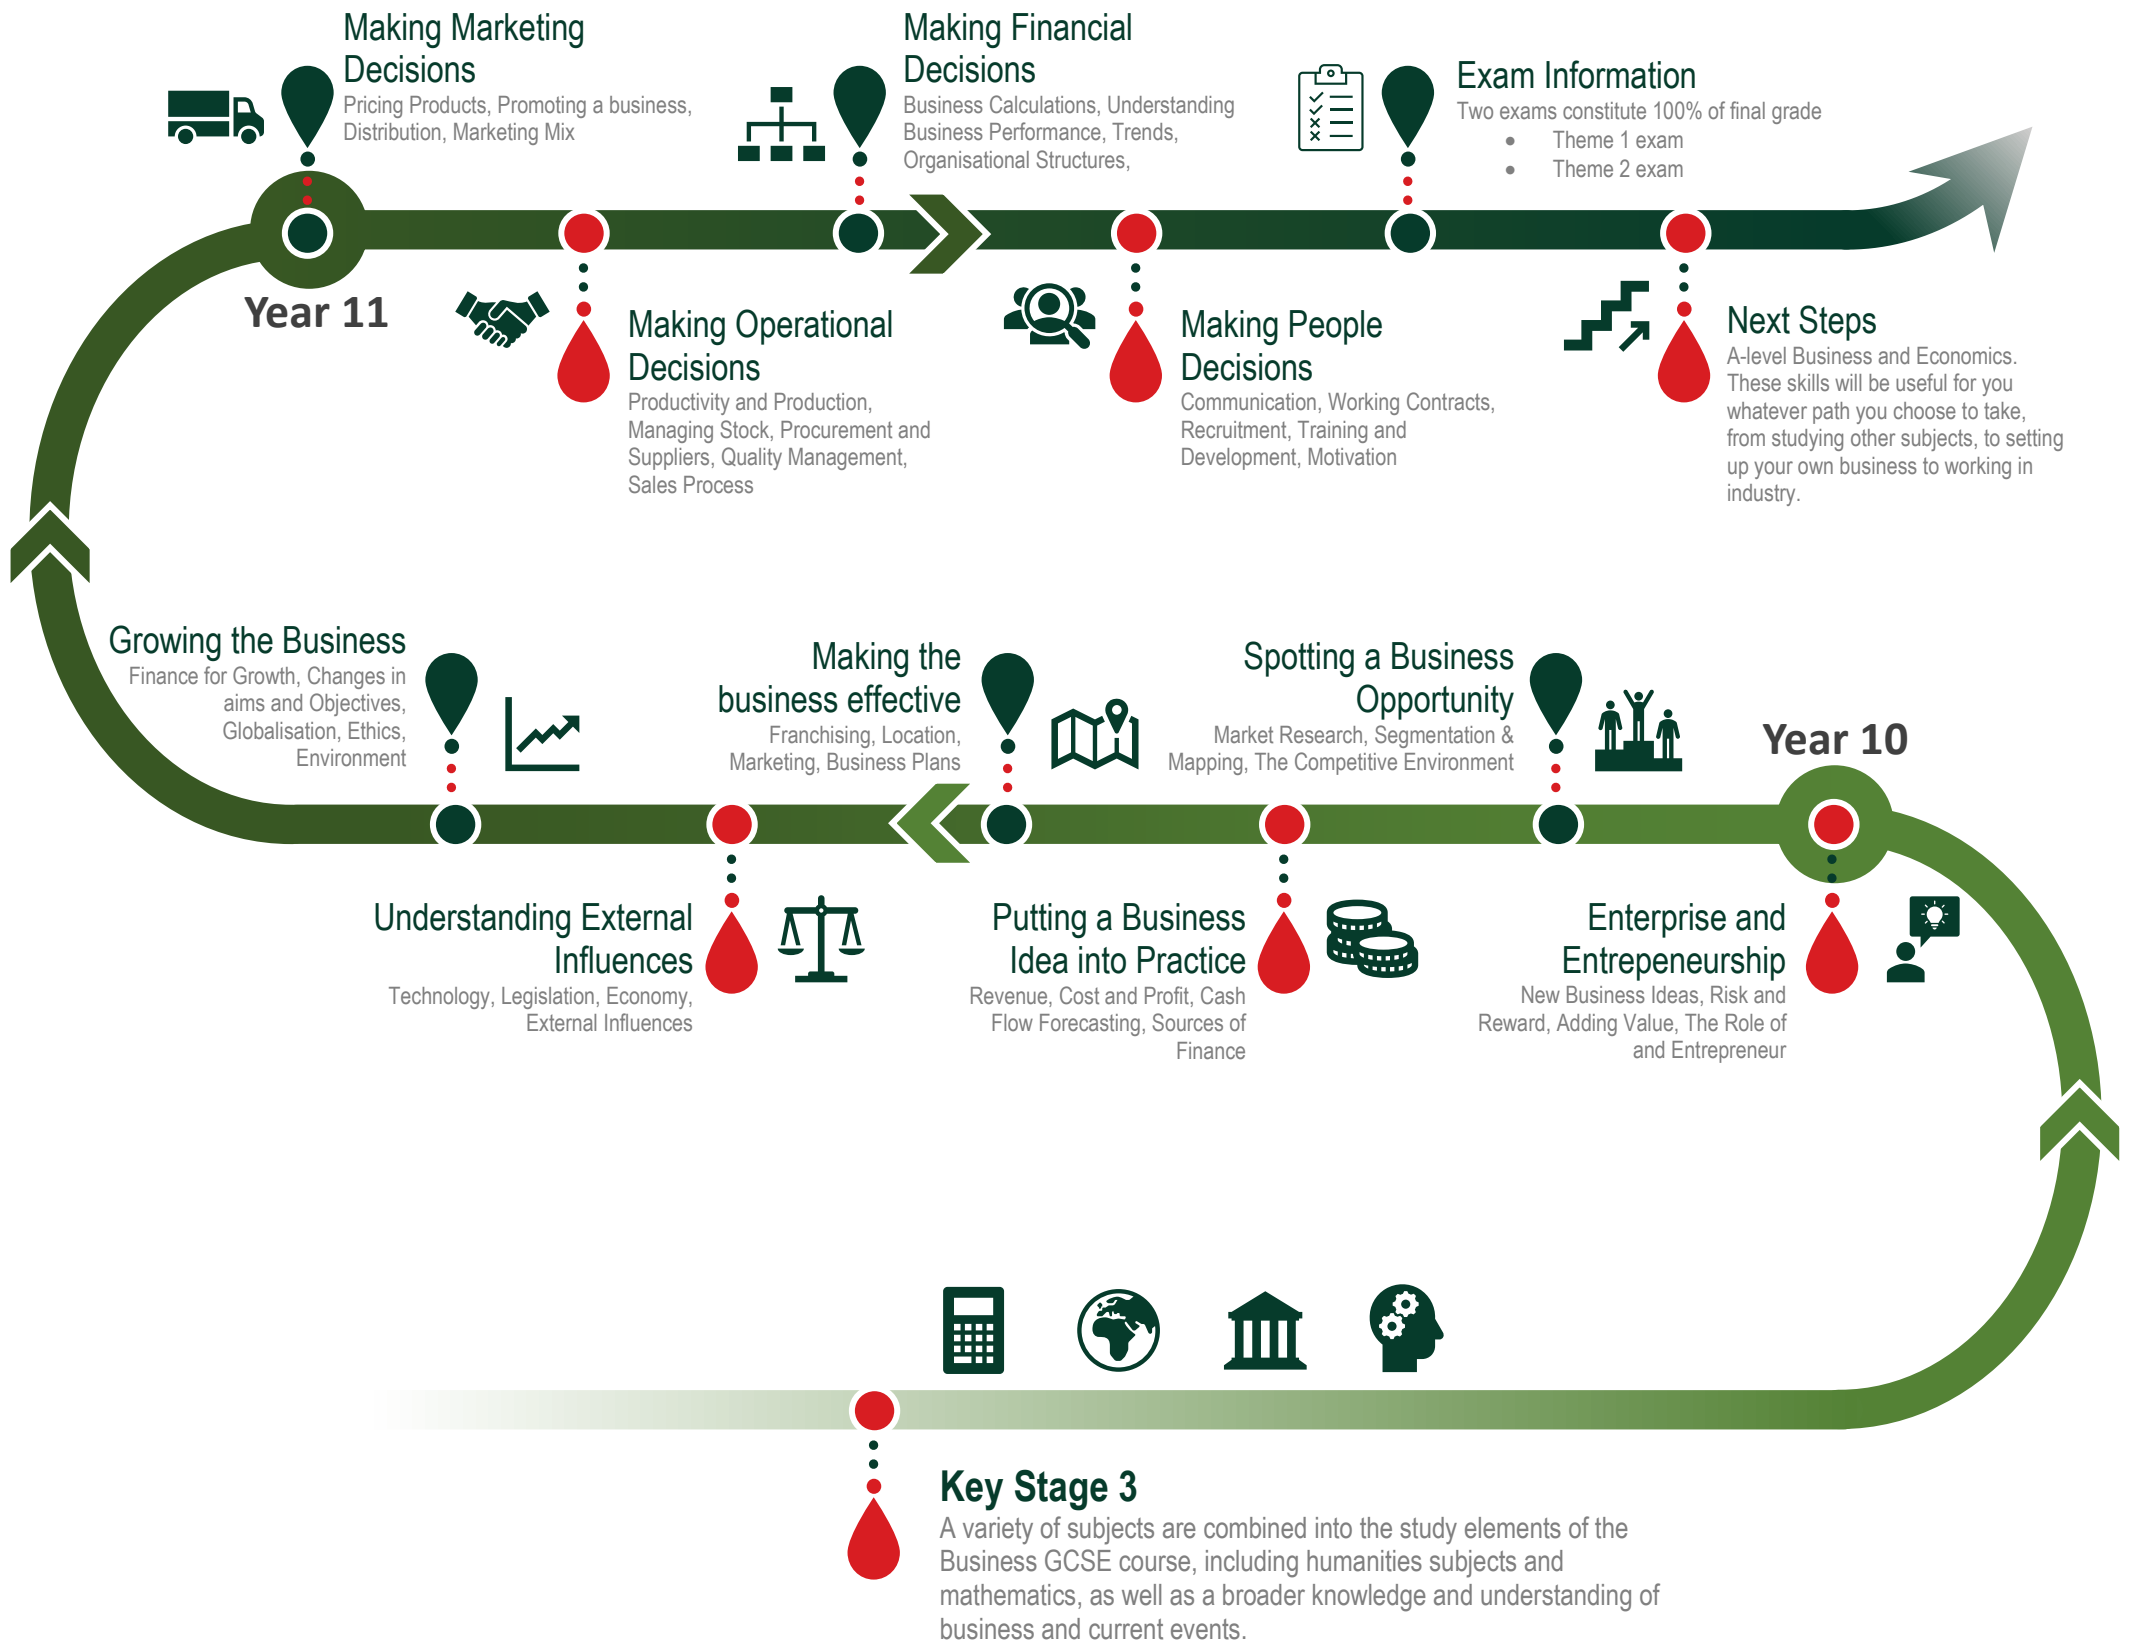 Making Marketing
Decisions
Pricing Products, Promoting a business,
Distribution, Marketing Mix
Making Financial
Decisions
Business Calculations, Understanding
Business Performance, Trends,
Organisational Structures,
Exam Information
Two exams constitute 100% of final grade
• Theme 1 exam
• Theme 2 exam
Year 11
Making Operational
Decisions
Productivity and Production,
Managing Stock, Procurement and
Suppliers, Quality Management,
Sales Process
Making People
Decisions
Communication, Working Contracts,
Recruitment, Training and
Development, Motivation
Next Steps
A-level Business and Economics.
These skills will be useful for you
whatever path you choose to take,
from studying other subjects, to setting
up your own business to working in
industry.
Growing the Business
Finance for Growth, Changes in
aims and Objectives,
Globalisation, Ethics,
Environment
Making the
business effective
Franchising, Location,
Marketing, Business Plans
Spotting a Business
Opportunity
Market Research, Segmentation &
Mapping, The Competitive Environment
Year 10
Understanding External
Influences
Technology, Legislation, Economy,
External Influences
Putting a Business
Idea into Practice
Revenue, Cost and Profit, Cash
Flow Forecasting, Sources of
Finance
Enterprise and
Entrepeneurship
New Business Ideas, Risk and
Reward, Adding Value, The Role of
and Entrepreneur
Key Stage 3
A variety of subjects are combined into the study elements of the
Business GCSE course, including humanities subjects and
mathematics, as well as a broader knowledge and understanding of
business and current events.